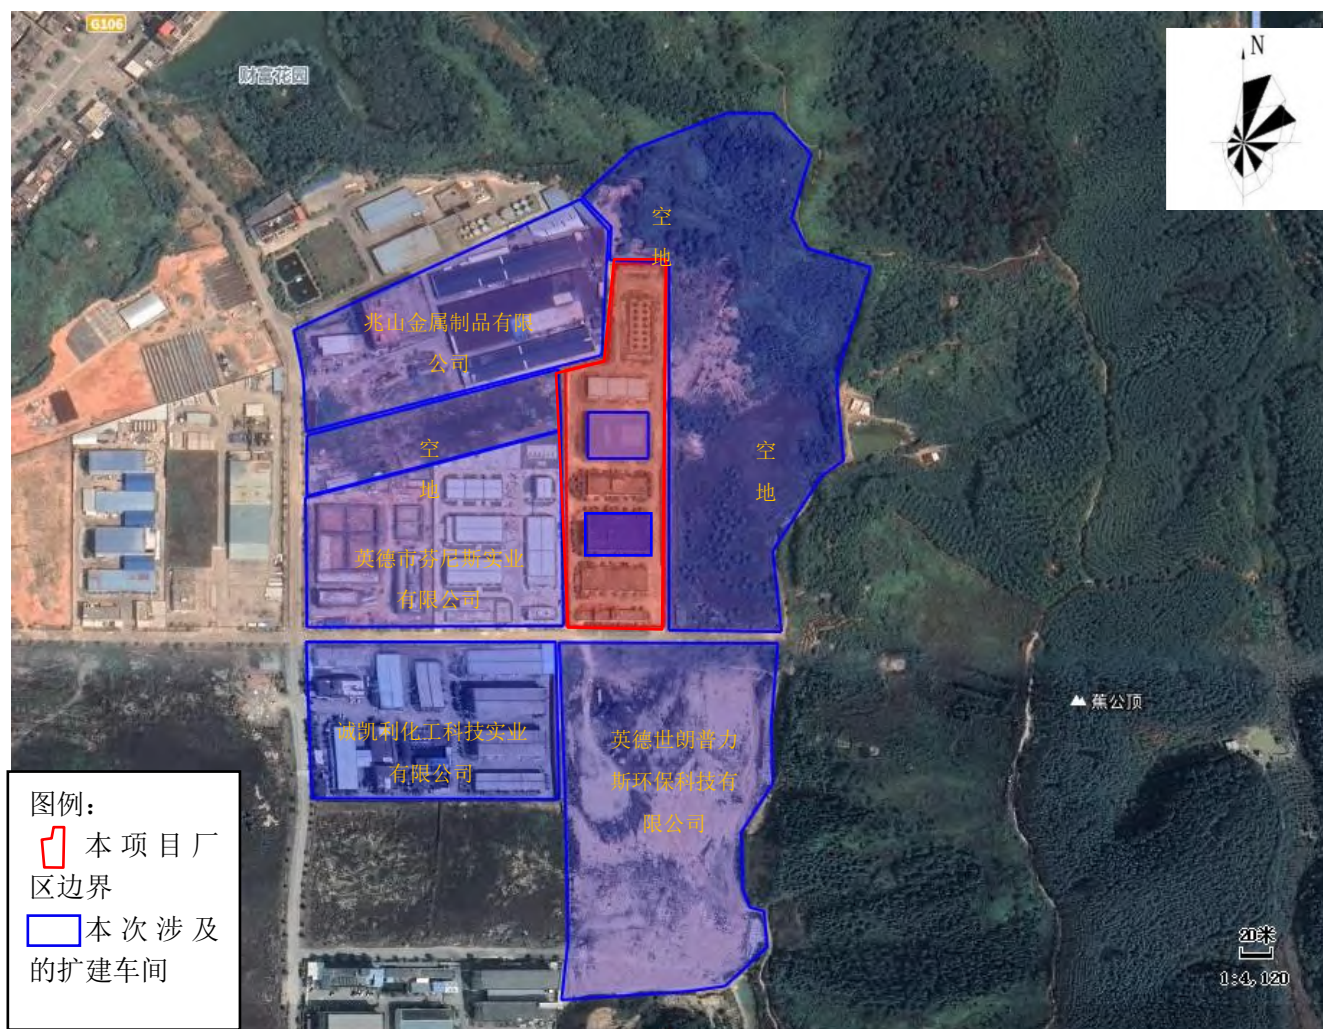 G106
财富花园
N
空
地
兆山金属制品有限
公司
空
地
空
地
英德市芬尼斯实业
有限公司
诚凯利化工科技实业
有限公司
英德世朗普力
斯环保科技有
限公司
蕉公顶
图例：
本项目厂
区边界
本次涉及
的扩建车间
20米
1:4,120